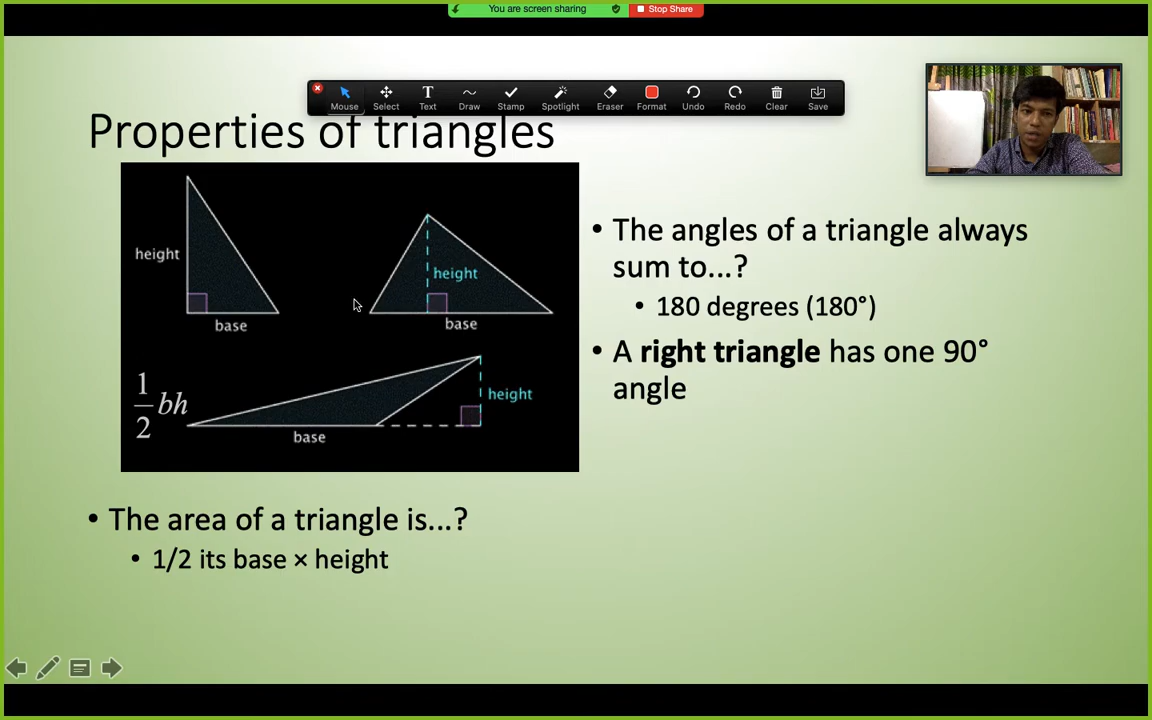 You are screen sharing
Stop Share
Mouse
Select
Text
Draw
Stamp
Spotlight
Eraser
Format
Undo
Redo
Clear
Save
Properties of triangles
height
base
height
base
height
base
1/2 bh
• The angles of a triangle always
sum to...?
• 180 degrees (180°)
• A right triangle has one 90°
angle
• The area of a triangle is...?
• 1/2 its base × height